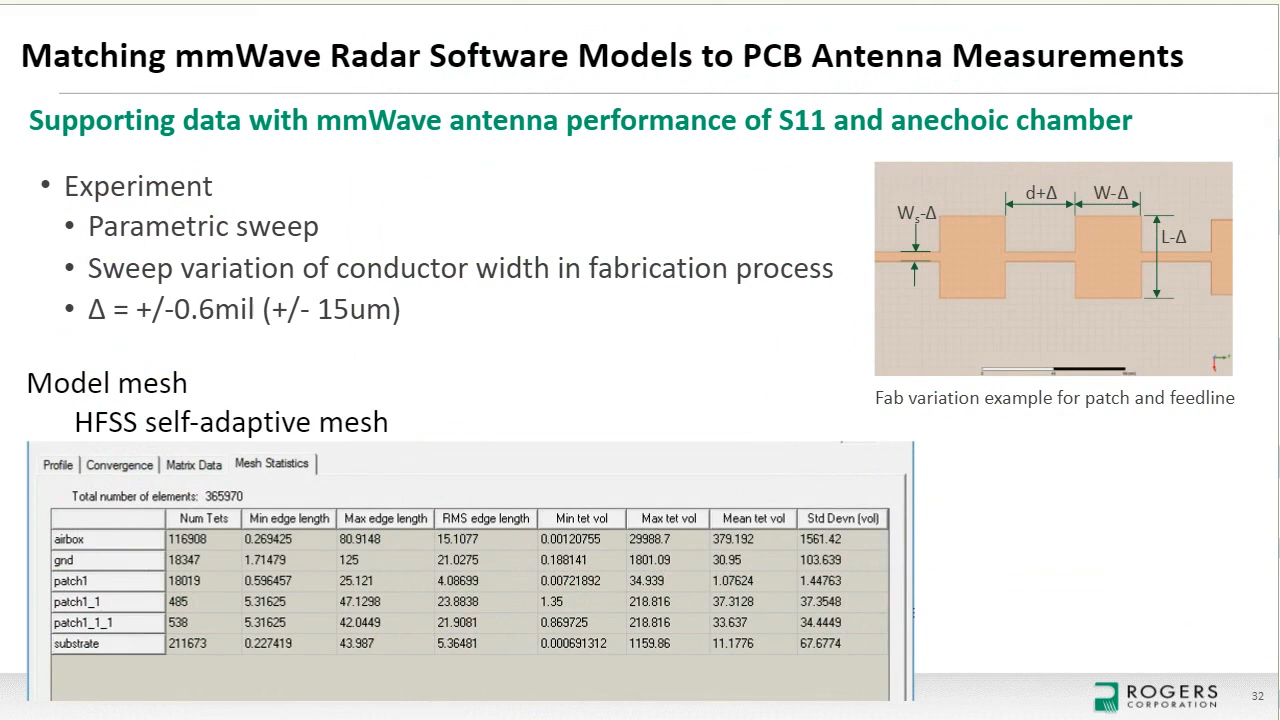 Matching mmWave Radar Software Models to PCB Antenna Measurements
Supporting data with mmWave antenna performance of S11 and anechoic chamber
• Experiment
• Parametric sweep
• Sweep variation of conductor width in fabrication process
• Δ = +/-0.6mil (+/- 15um)
d+Δ W-Δ
Ws-Δ
L-Δ
Fab variation example for patch and feedline
Model mesh
HFSS self-adaptive mesh
Profile Convergence Matrix Data Mesh Statistics
Total number of elements: 365970
Num Tets Min edge length Max edge length RMS edge length Min tet vol Max tet vol Mean tet vol Std Devn (vol)
airbox 116908 0.269425 80.9148 15.1077 0.00120755 29988.7 379.192 1561.42
gnd 18347 1.71479 125 21.0275 0.188141 1801.09 30.95 103.639
patch1 18019 0.596457 25.121 4.08699 0.00721892 34.939 1.07624 1.44763
patch1_1 485 5.31625 47.1298 23.8838 1.35 218.816 37.3128 37.3548
patch1_1_1 538 5.31625 42.0449 21.9081 0.869725 218.816 33.637 34.4449
substrate 211673 0.227419 43.987 5.36481 0.000691312 1159.86 11.1776 67.6774
ROGERS
CORPORATION
32